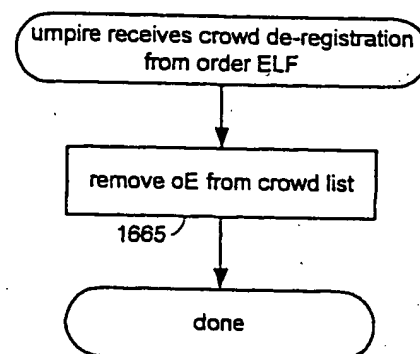 umpire receives crowd de-registration
from order ELF
remove oE from crowd list
1665
done